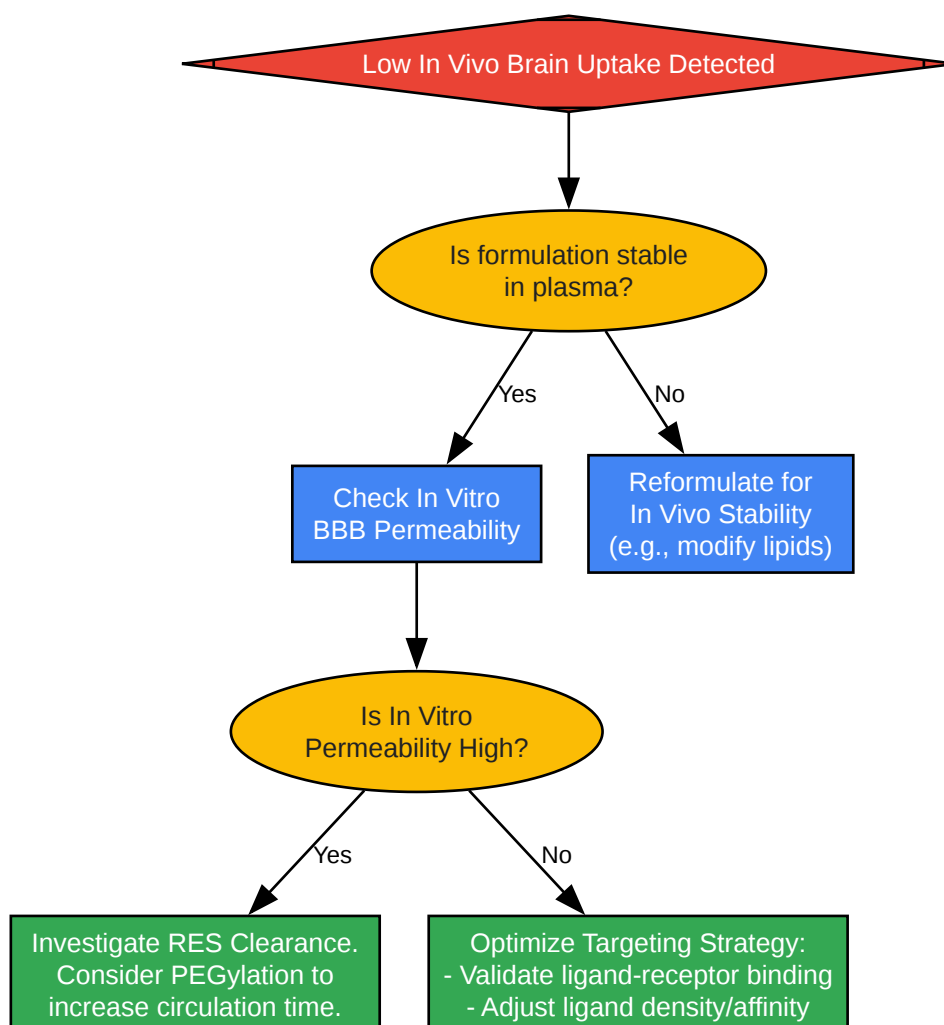 Low In Vivo Brain Uptake Detected
Is formulation stable
in plasma?
Yes
No
Check In Vitro
BBB Permeability
Reformulate for
In Vivo Stability
(e.g., modify lipids)
Is In Vitro
Permeability High?
Yes
No
Investigate RES Clearance.
Consider PEGylation to
increase circulation time.
Optimize Targeting Strategy:
- Validate ligand-receptor binding
- Adjust ligand density/affinity